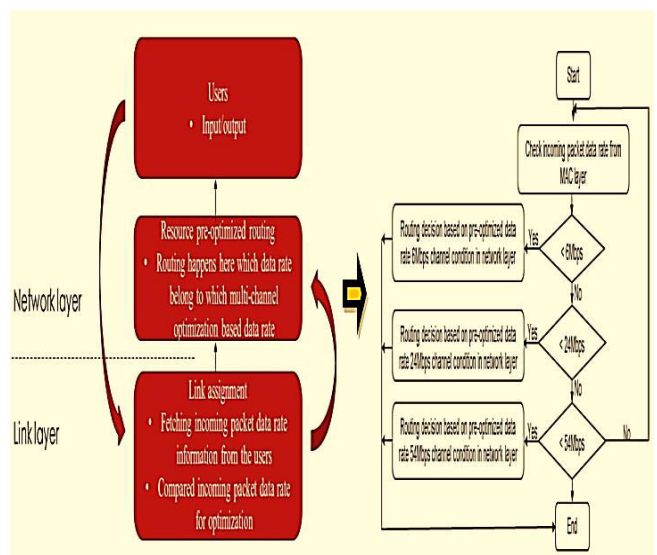 Users
• Input/output
Resource pre-optimized routing
• Routing happens here which data rate
belong to which multi-channel
optimization based data rate
Network layer
Link layer
Link assignment
• Fetching incoming packet data rate
information from the users
• Compared incoming packet data rate
for optimization
Start
Check incoming packet data rate from
MAC layer
< 6Mbps
Yes
Routing decision based on pre-optimized data
rate 6Mbps channel condition in network layer
No
< 24Mbps
Yes
Routing decision based on pre-optimized data
rate 24Mbps channel condition in network layer
No
< 54Mbps
Yes
No
Routing decision based on pre-optimized data
rate 54Mbps channel condition in network layer
End